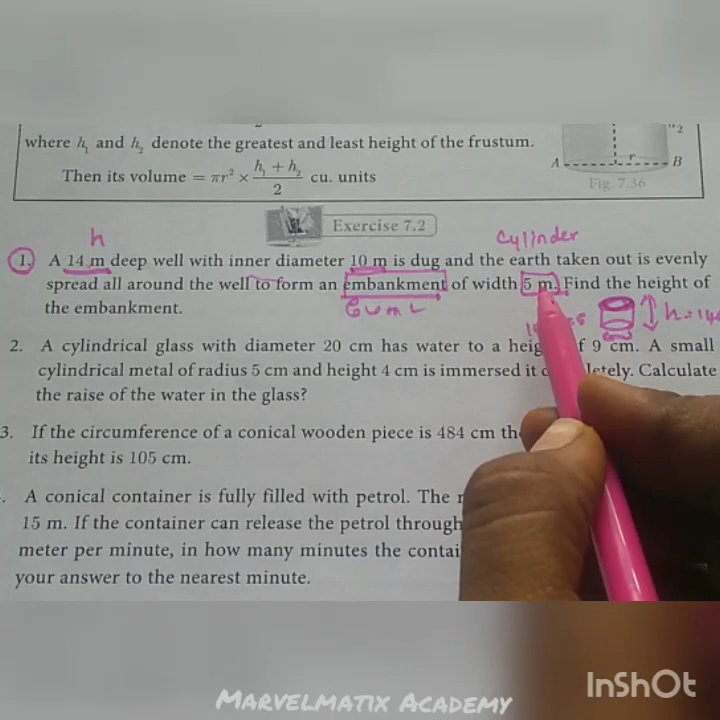 where h₁ and h₂ denote the greatest and least height of the frustum.
Then its volume = πr² × (h₁ + h₂)/2 cu. units
h₂
A r B
Fig. 7.36
Exercise 7.2
h
cylinder
1. A 14 m deep well with inner diameter 10 m is dug and the earth taken out is evenly
spread all around the well to form an embankment of width 5 m. Find the height of
the embankment.
h = 14
2. A cylindrical glass with diameter 20 cm has water to a heig f 9 cm. A small
cylindrical metal of radius 5 cm and height 4 cm is immersed it letely. Calculate
the raise of the water in the glass?
3. If the circumference of a conical wooden piece is 484 cm th
its height is 105 cm.
. A conical container is fully filled with petrol. The
15 m. If the container can release the petrol through
meter per minute, in how many minutes the contai
your answer to the nearest minute.
InShOt
MARVELMATIX ACADEMY